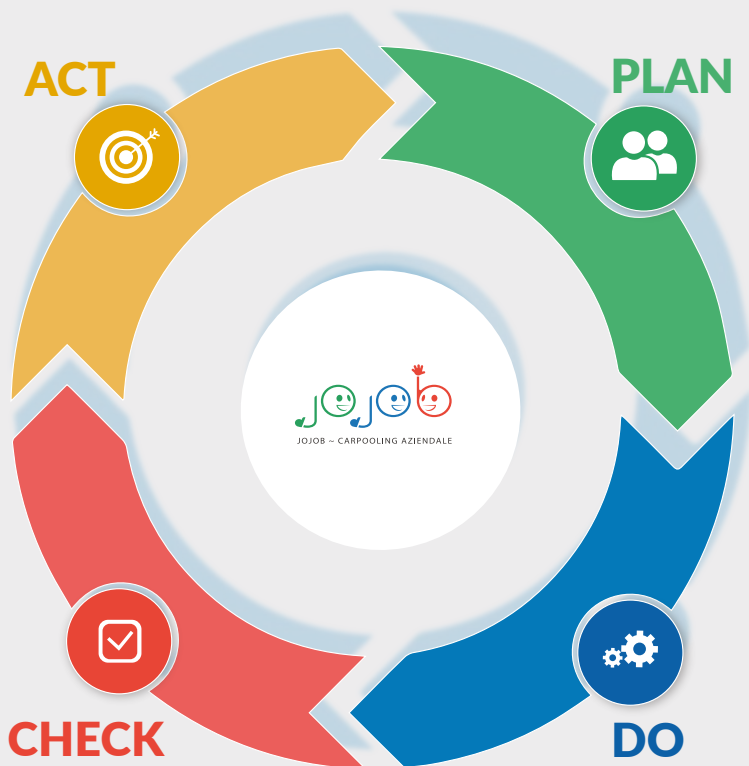 ACT
PLAN
jojob
JOJOB ~ CARPOOLING AZIENDALE
CHECK
DO